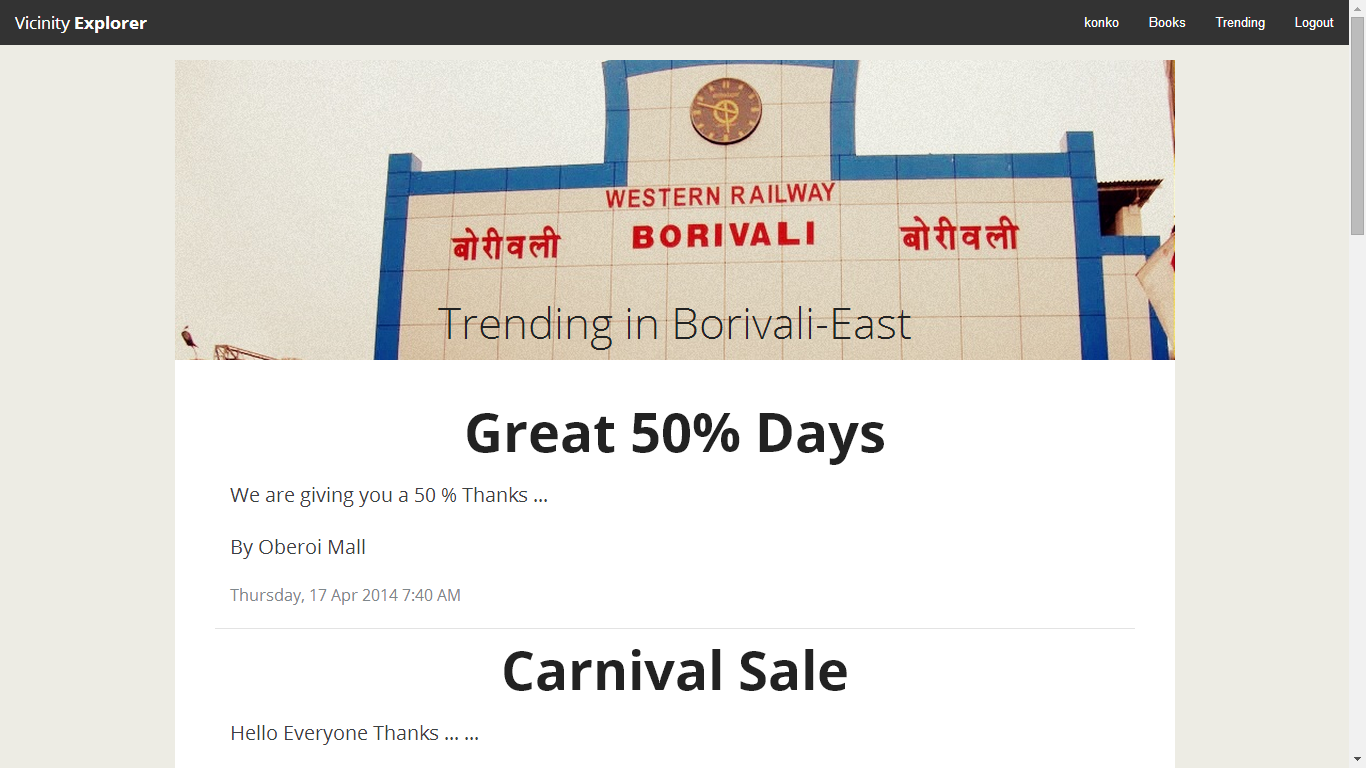 Vicinity Explorer
konko Books Trending Logout
WESTERN RAILWAY
बोरीवली BORIVALI बोरीवली
Trending in Borivali-East
Great 50% Days
We are giving you a 50 % Thanks ...
By Oberoi Mall
Thursday, 17 Apr 2014 7:40 AM
Carnival Sale
Hello Everyone Thanks ... ...